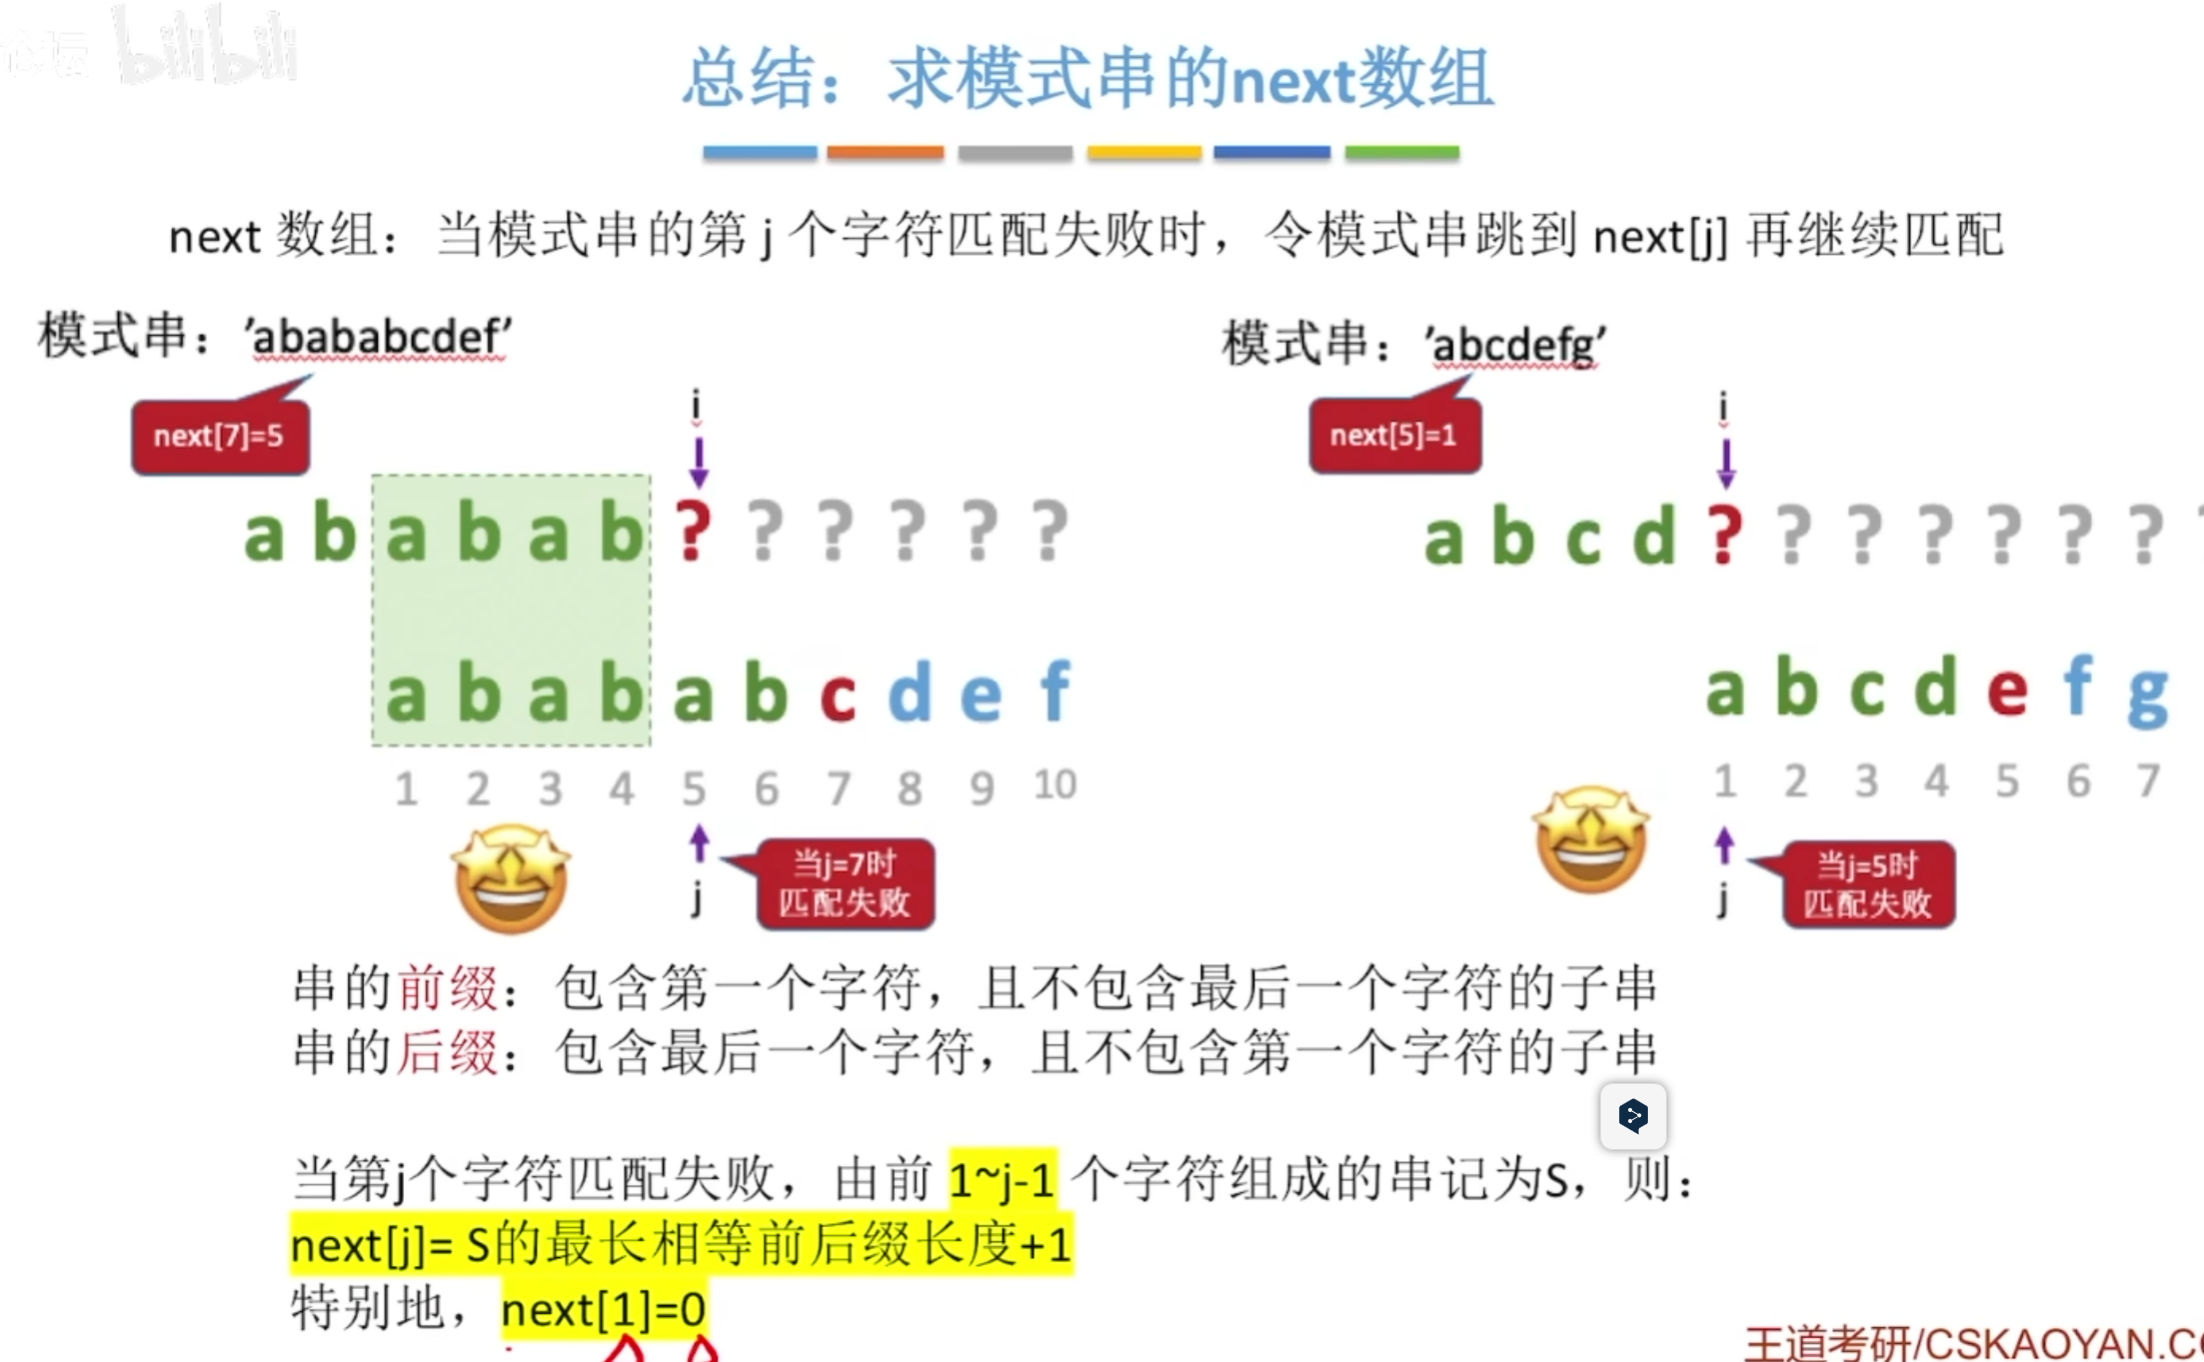 论坛 bilibili
总结：求模式串的next数组
next 数组：当模式串的第 j 个字符匹配失败时，令模式串跳到 next[j] 再继续匹配
模式串：’abababcdef’
next[7]=5
i
a b a b a b ? ? ? ? ? ?
a b a b a b c d e f
1 2 3 4 5 6 7 8 9 10
j
当j=7时
匹配失败
模式串：’abcdefg’
next[5]=1
i
a b c d ? ? ? ? ? ? ?
a b c d e f g
1 2 3 4 5 6 7
j
当j=5时
匹配失败
串的前缀：包含第一个字符，且不包含最后一个字符的子串
串的后缀：包含最后一个字符，且不包含第一个字符的子串
当第j个字符匹配失败，由前 1~j-1 个字符组成的串记为S，则：
next[j]= S的最长相等前后缀长度+1
特别地，next[1]=0
王道考研/CSKAOYAN.C